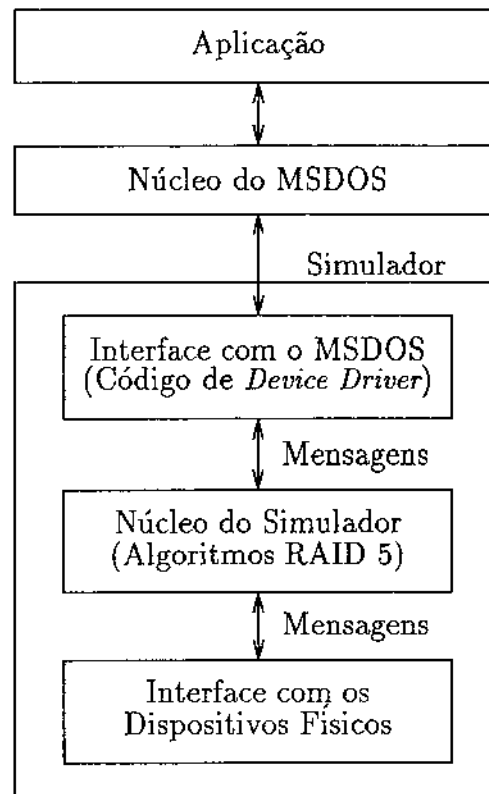 Aplicação
Núcleo do MSDOS
Simulador
Interface com o MSDOS
(Código de Device Driver)
Mensagens
Núcleo do Simulador
(Algoritmos RAID 5)
Mensagens
Interface com os
Dispositivos Físicos